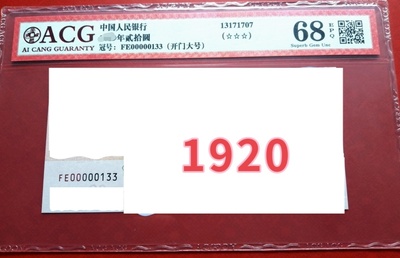 ACG
AI CANG GUARANTY
中国人民银行
年贰拾圆
冠号: FE00000133 (开门大号)
13171707
(☆☆☆)
68 EPQ
Superb Gem Unc
1920
FE00000133